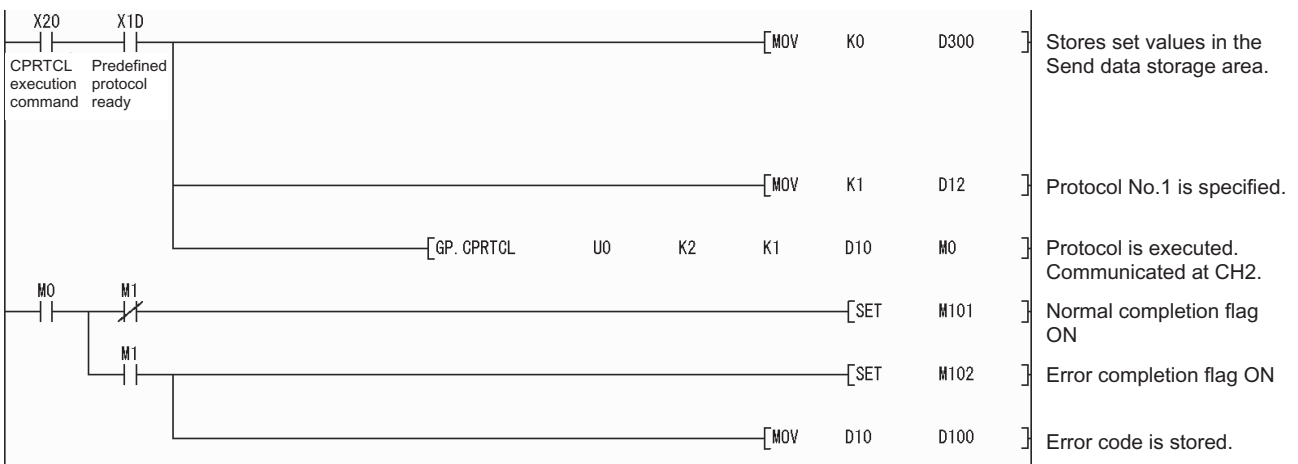 X20 X1D
[MOV K0 D300 ] Stores set values in the
Send data storage area.
CPRTCL Predefined
execution protocol
command ready
[MOV K1 D12 ] Protocol No.1 is specified.
[GP.CPRTCL U0 K2 K1 D10 M0 ] Protocol is executed.
Communicated at CH2.
M0 M1
[SET M101 ] Normal completion flag
ON
M1
[SET M102 ] Error completion flag ON
[MOV D10 D100 ] Error code is stored.